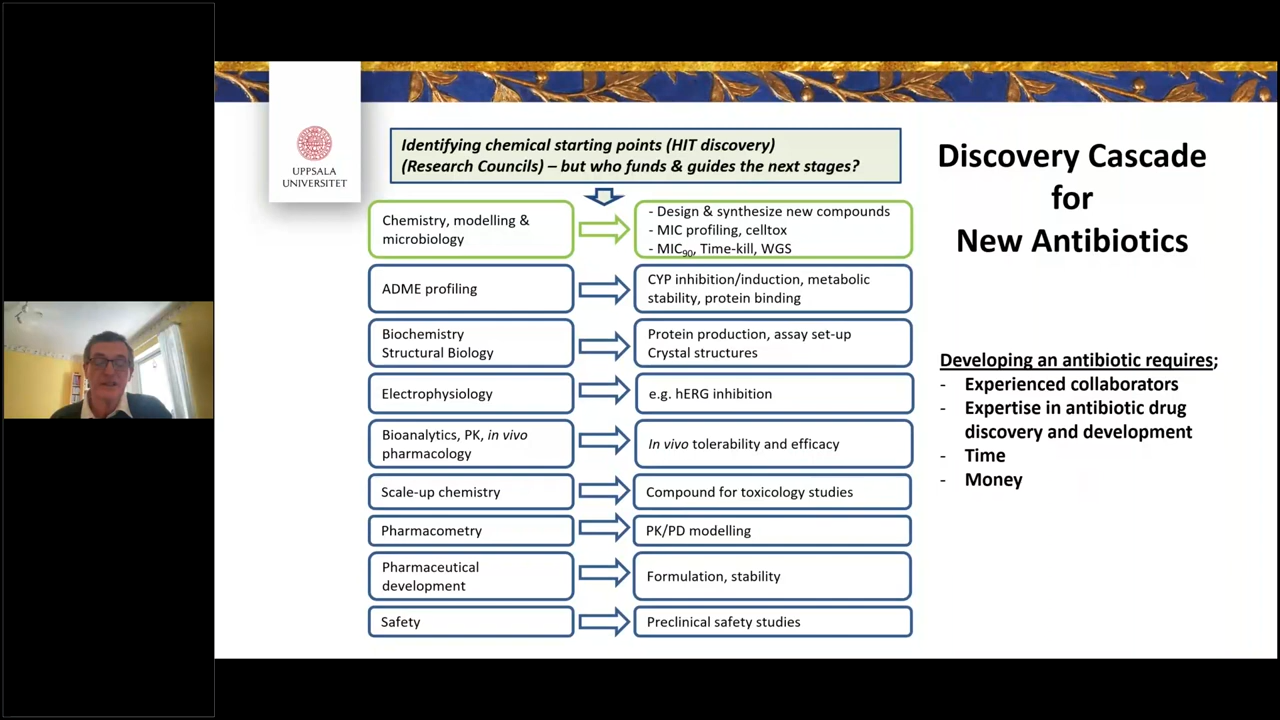 UPPSALA
UNIVERSITET
Identifying chemical starting points (HIT discovery)
(Research Councils) – but who funds & guides the next stages?
Chemistry, modelling &
microbiology
- Design & synthesize new compounds
- MIC profiling, celltox
- MIC90, Time-kill, WGS
ADME profiling
CYP inhibition/induction, metabolic
stability, protein binding
Biochemistry
Structural Biology
Protein production, assay set-up
Crystal structures
Electrophysiology
e.g. hERG inhibition
Bioanalytics, PK, in vivo
pharmacology
In vivo tolerability and efficacy
Scale-up chemistry
Compound for toxicology studies
Pharmacometry
PK/PD modelling
Pharmaceutical
development
Formulation, stability
Safety
Preclinical safety studies
Discovery Cascade
for
New Antibiotics
Developing an antibiotic requires;
- Experienced collaborators
- Expertise in antibiotic drug
discovery and development
- Time
- Money